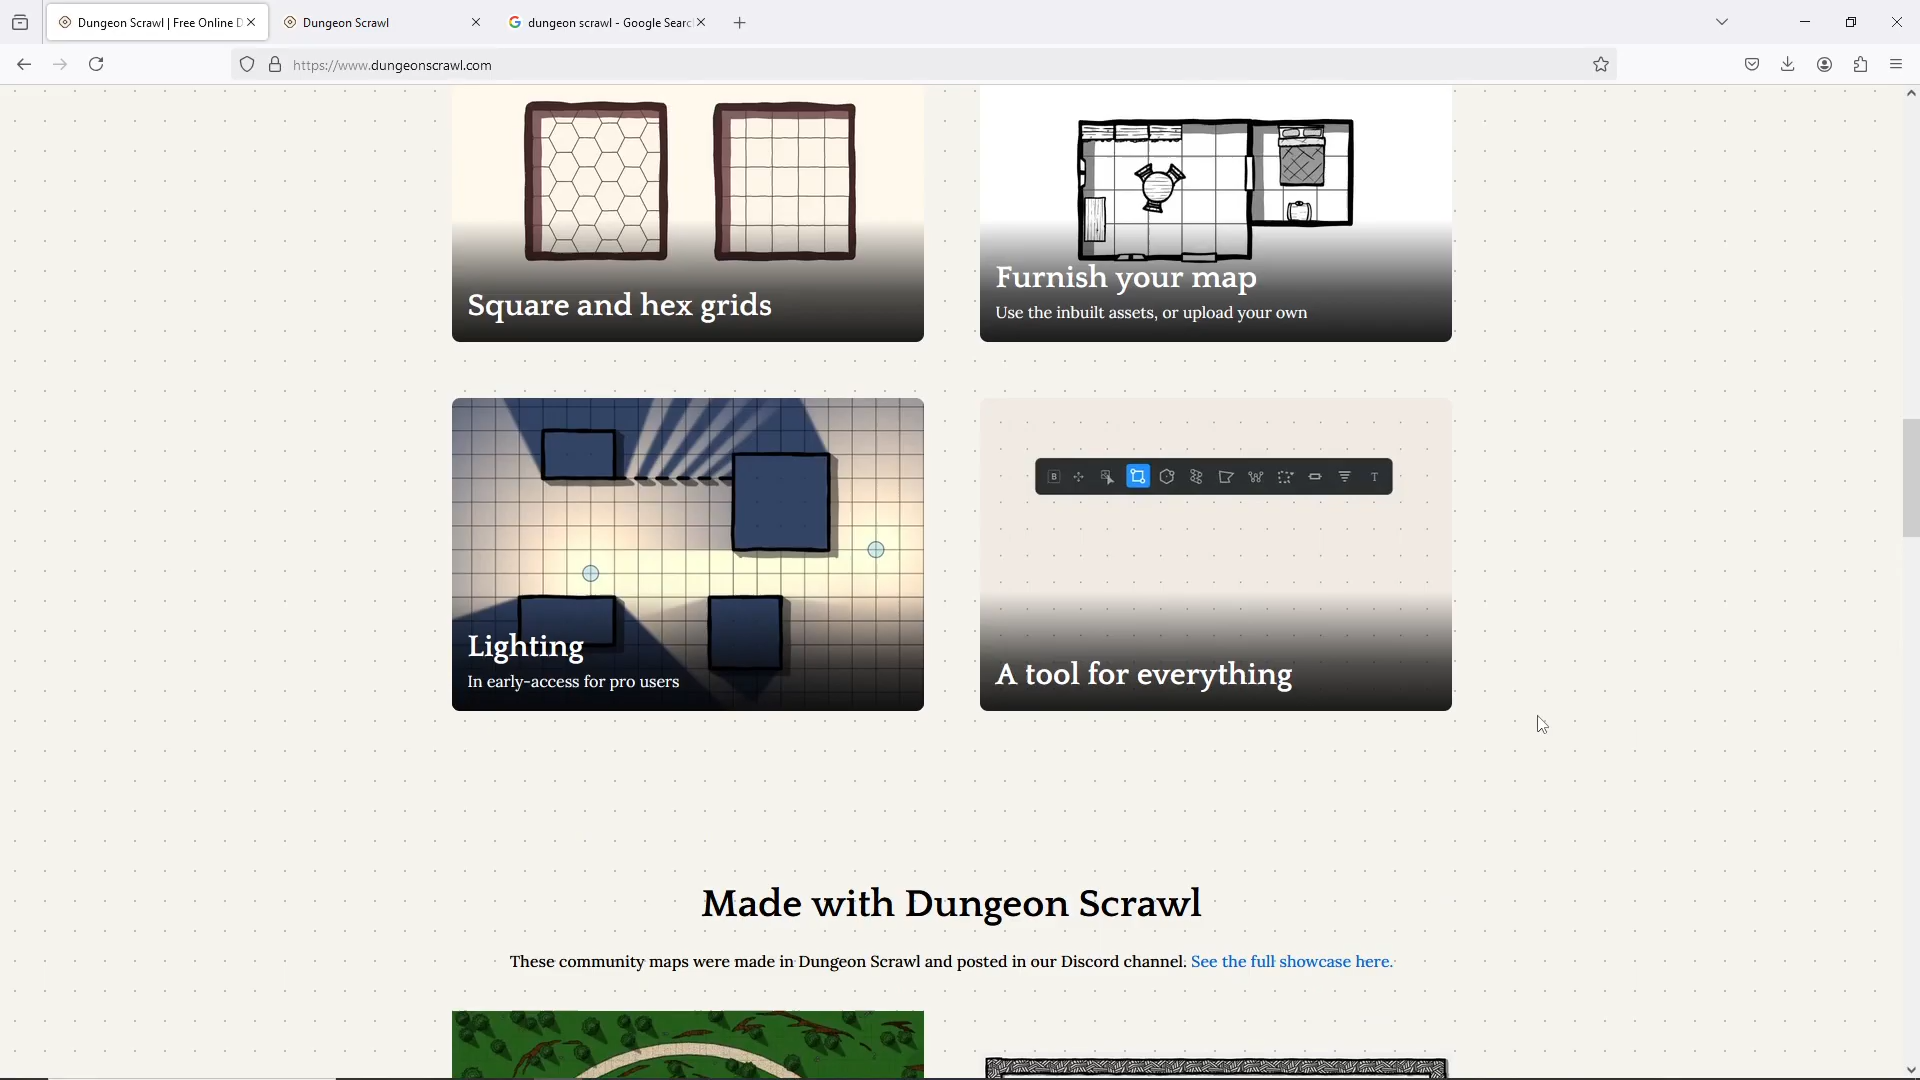 Dungeon Scrawl | Free Online D
Dungeon Scrawl
dungeon scrawl - Google Searc
https://www.dungeonscrawl.com
Square and hex grids
Furnish your map
Use the inbuilt assets, or upload your own
Lighting
In early-access for pro users
B
T
A tool for everything
Made with Dungeon Scrawl
These community maps were made in Dungeon Scrawl and posted in our Discord channel. See the full showcase here.